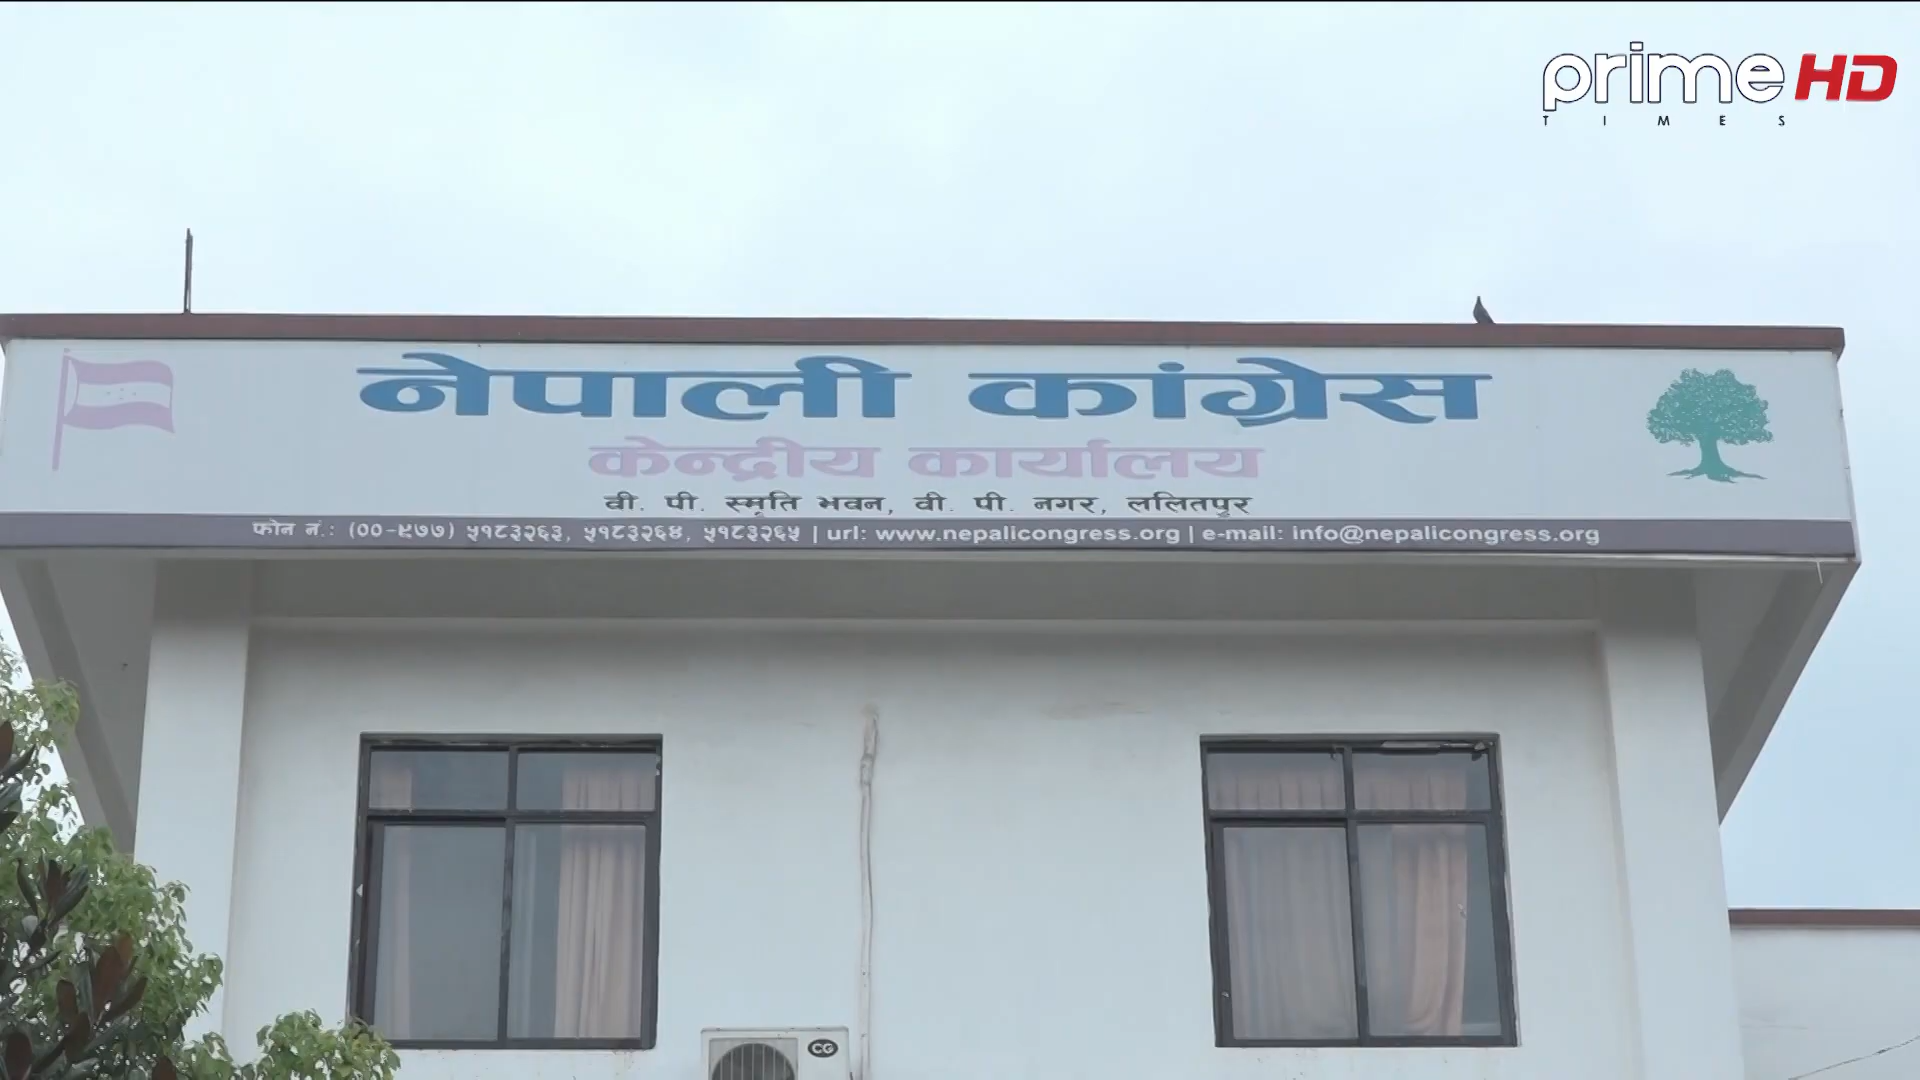 prime HD
TIMES
नेपाली कांग्रेस
केन्द्रीय कार्यालय
वी. पी. स्मृति भवन, वी. पी. नगर, ललितपुर
फोन नं.: (००-९७७) ५१८३२६३, ५१८३२६४, ५१८३२६५ | url: www.nepalicongress.org | e-mail: info@nepalicongress.org
CG